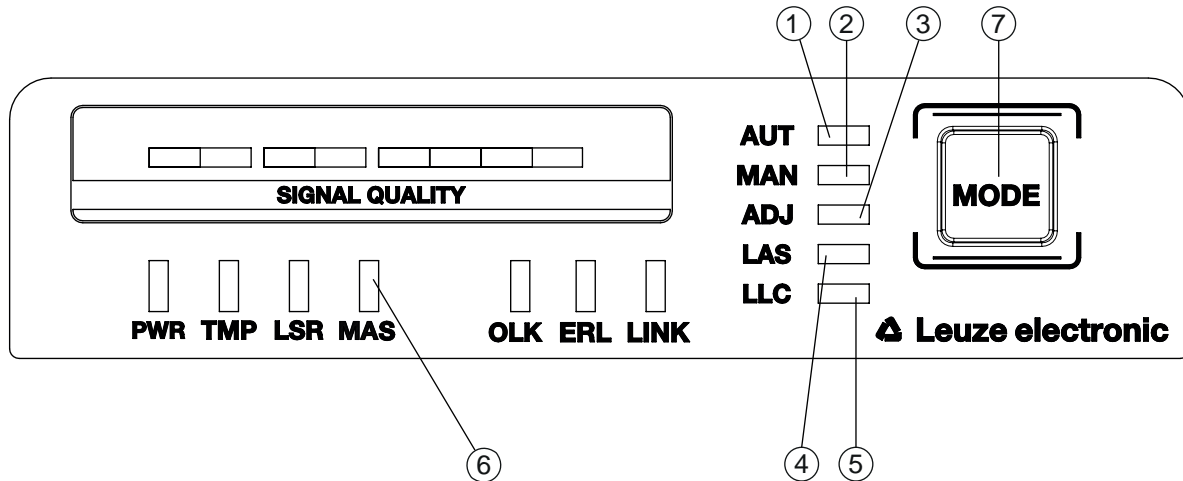 1 2 3 7
AUT
MAN
SIGNAL QUALITY
MODE
ADJ
LAS
LLC
PWR TMP LSR MAS OLK ERL LINK
Leuze electronic
6 4 5